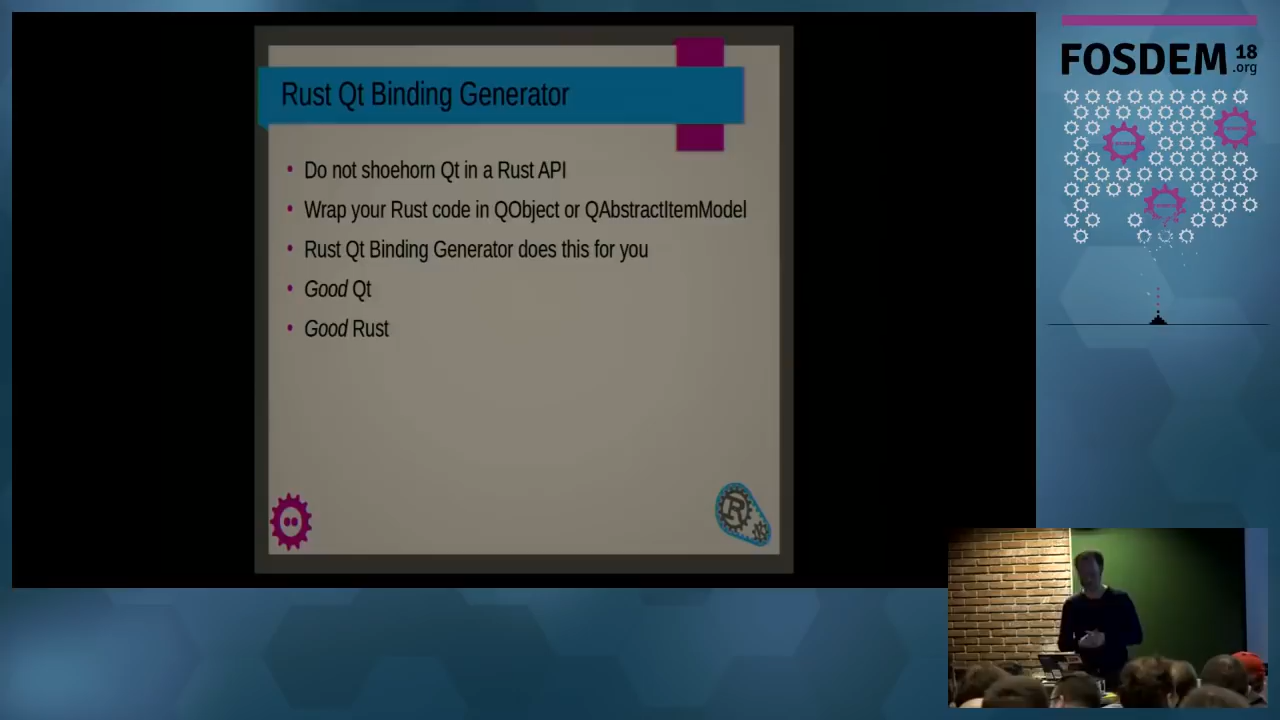 Rust Qt Binding Generator
• Do not shoehorn Qt in a Rust API
• Wrap your Rust code in QObject or QAbstractItemModel
• Rust Qt Binding Generator does this for you
• Good Qt
• Good Rust
R
FOSDEM 18
.org